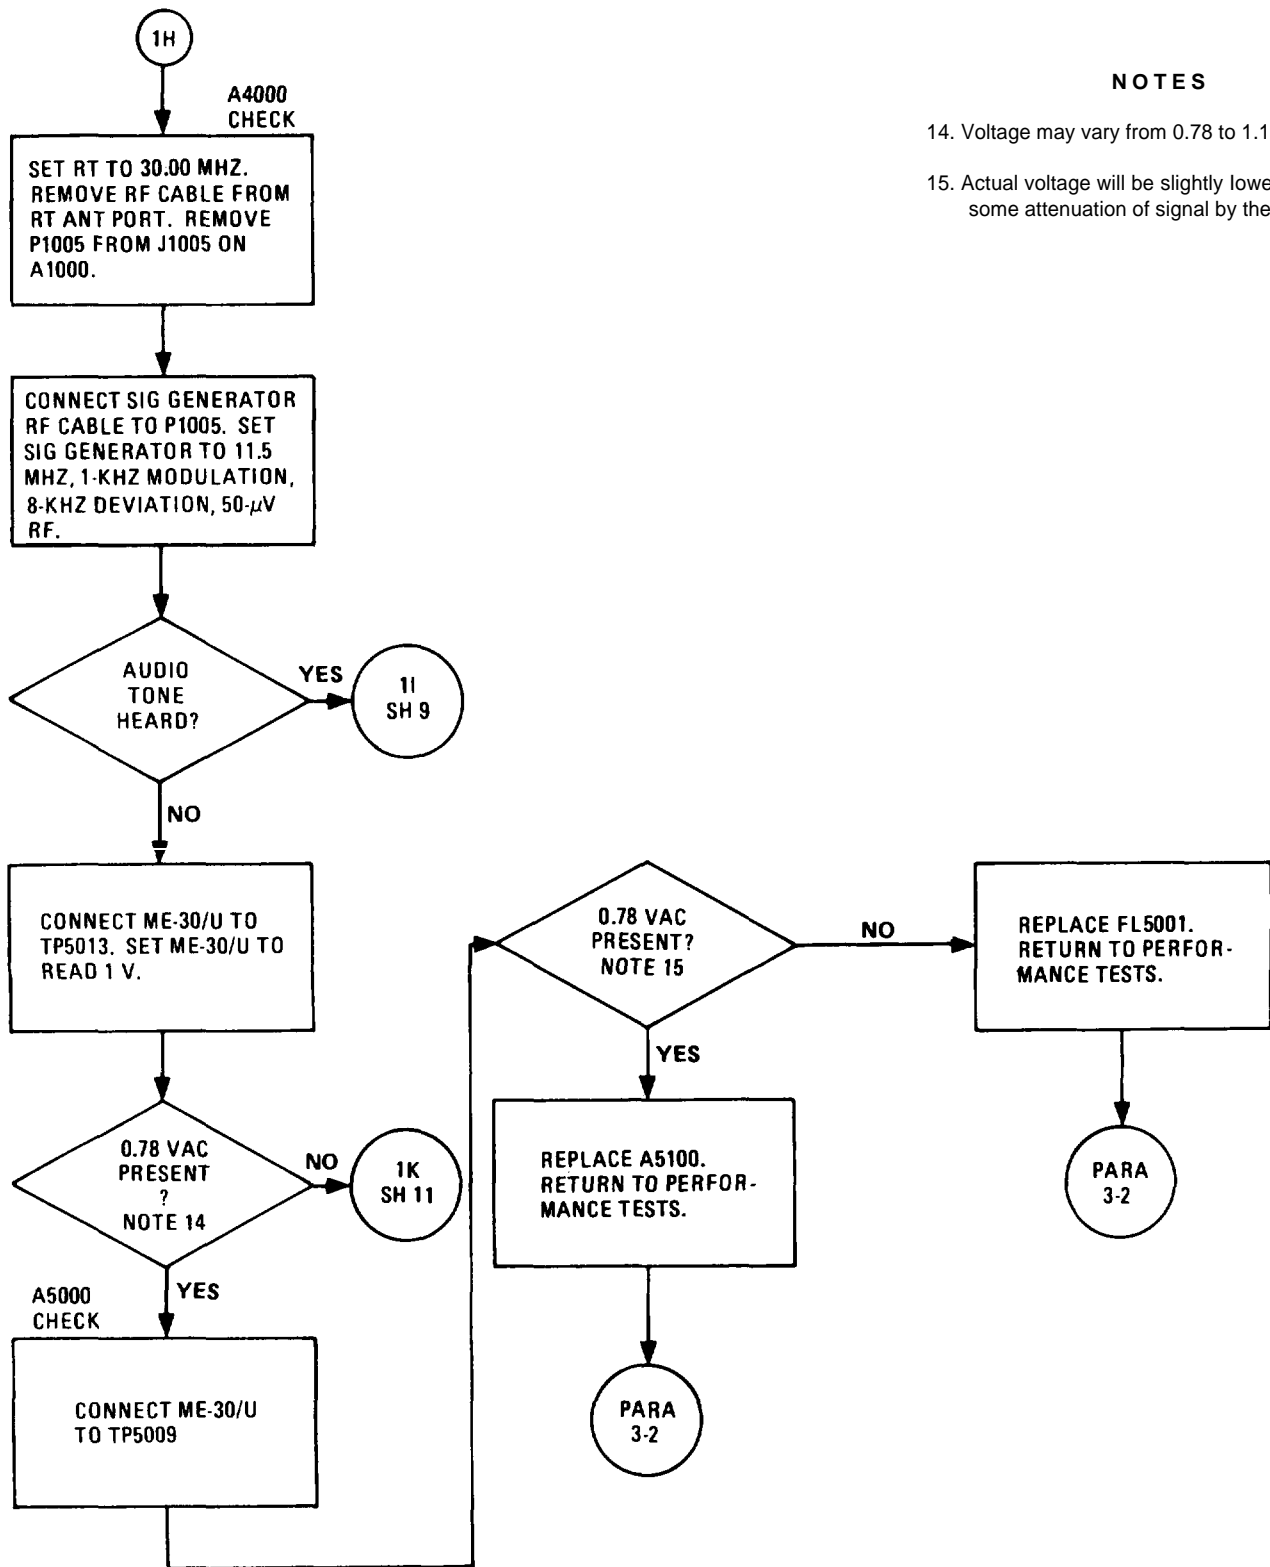 1H
A4000
CHECK
SET RT TO 30.00 MHZ.
REMOVE RF CABLE FROM
RT ANT PORT. REMOVE
P1005 FROM J1005 ON
A1000.
CONNECT SIG GENERATOR
RF CABLE TO P1005. SET
SIG GENERATOR TO 11.5
MHZ, 1-KHZ MODULATION,
8-KHZ DEVIATION, 50-µV
RF.
AUDIO
TONE
HEARD?
YES
1I
SH 9
NO
CONNECT ME-30/U TO
TP5013. SET ME-30/U TO
READ 1 V.
0.78 VAC
PRESENT
?
NOTE 14
NO
1K
SH 11
YES
A5000
CHECK
CONNECT ME-30/U
TO TP5009
0.78 VAC
PRESENT?
NOTE 15
NO
REPLACE FL5001.
RETURN TO PERFOR-
MANCE TESTS.
PARA
3-2
YES
REPLACE A5100.
RETURN TO PERFOR-
MANCE TESTS.
PARA
3-2
NOTES
14. Voltage may vary from 0.78 to 1.1
15. Actual voltage will be slightly lowe
some attenuation of signal by the